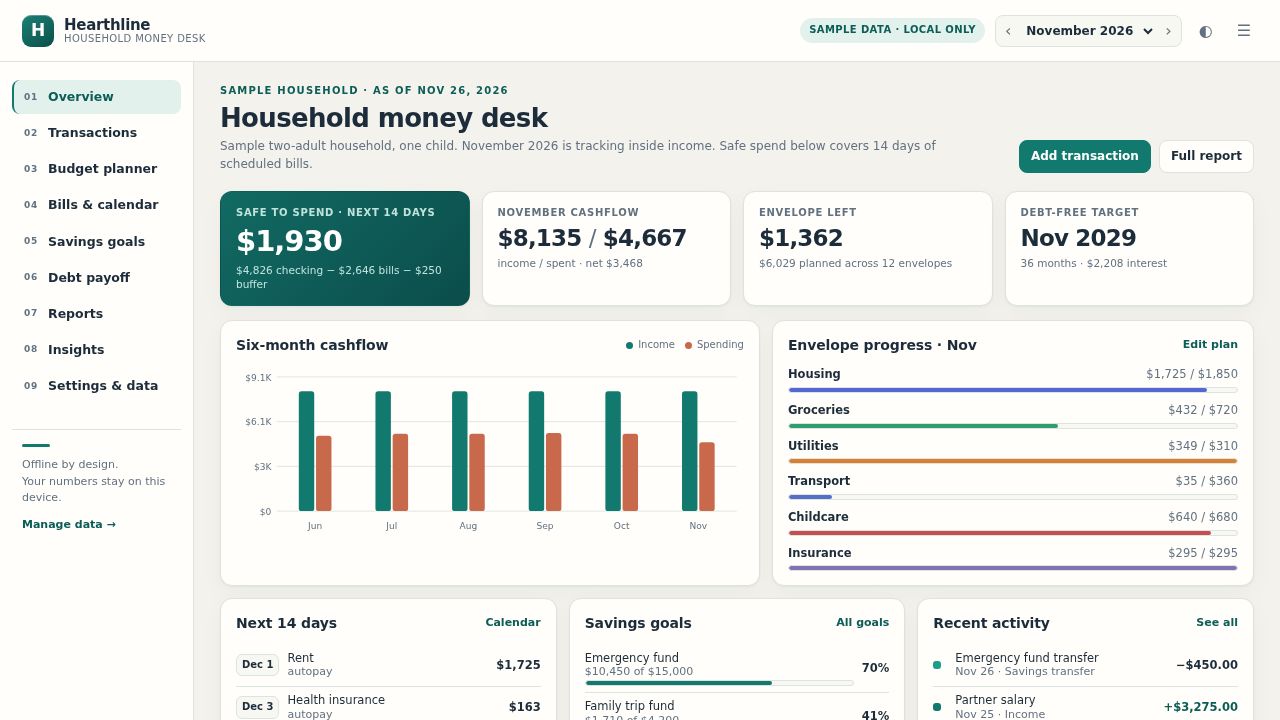 H
Hearthline
HOUSEHOLD MONEY DESK
SAMPLE DATA · LOCAL ONLY
‹ November 2026 ›
01 Overview
02 Transactions
03 Budget planner
04 Bills & calendar
05 Savings goals
06 Debt payoff
07 Reports
08 Insights
09 Settings & data
Offline by design.
Your numbers stay on this
device.
Manage data →
SAMPLE HOUSEHOLD · AS OF NOV 26, 2026
Household money desk
Sample two-adult household, one child. November 2026 is tracking inside income. Safe spend below covers 14 days of
scheduled bills.
Add transaction
Full report
SAFE TO SPEND · NEXT 14 DAYS
$1,930
$4,826 checking − $2,646 bills − $250
buffer
NOVEMBER CASHFLOW
$8,135 / $4,667
income / spent · net $3,468
ENVELOPE LEFT
$1,362
$6,029 planned across 12 envelopes
DEBT-FREE TARGET
Nov 2029
36 months · $2,208 interest
Six-month cashflow
Income
Spending
$9.1K
$6.1K
$3K
$0
Jun
Jul
Aug
Sep
Oct
Nov
Envelope progress · Nov
Edit plan
Housing $1,725 / $1,850
Groceries $432 / $720
Utilities $349 / $310
Transport $35 / $360
Childcare $640 / $680
Insurance $295 / $295
Next 14 days
Calendar
Dec 1 Rent $1,725
autopay
Dec 3 Health insurance $163
autopay
Savings goals
All goals
Emergency fund 70%
$10,450 of $15,000
Family trip fund 41%
$1,710 of $4,200
Recent activity
See all
Emergency fund transfer −$450.00
Nov 26 · Savings transfer
Partner salary +$3,275.00
Nov 25 · Income